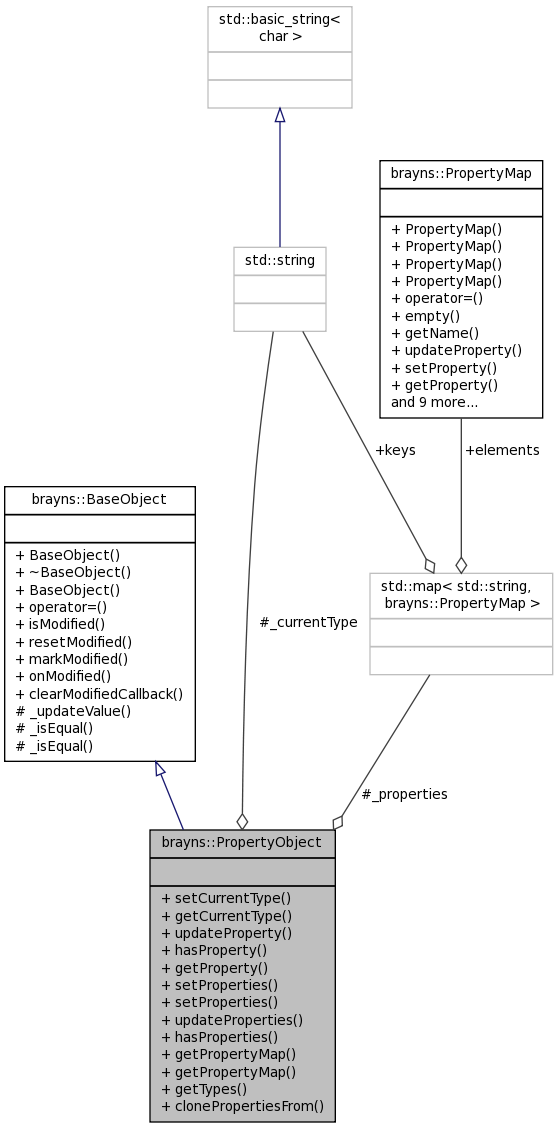 std::basic_string<
char >
brayns::PropertyMap
+ PropertyMap()
+ PropertyMap()
+ PropertyMap()
+ PropertyMap()
+ operator=()
+ empty()
+ getName()
+ updateProperty()
+ setProperty()
+ getProperty()
and 9 more...
std::string
+keys
+elements
brayns::BaseObject
+ BaseObject()
+ ~BaseObject()
+ BaseObject()
+ operator=()
+ isModified()
+ resetModified()
+ markModified()
+ onModified()
+ clearModifiedCallback()
# _updateValue()
# _isEqual()
# _isEqual()
std::map< std::string,
brayns::PropertyMap >
#_currentType
#_properties
brayns::PropertyObject
+ setCurrentType()
+ getCurrentType()
+ updateProperty()
+ hasProperty()
+ getProperty()
+ setProperties()
+ setProperties()
+ updateProperties()
+ hasProperties()
+ getPropertyMap()
+ getPropertyMap()
+ getTypes()
+ clonePropertiesFrom()